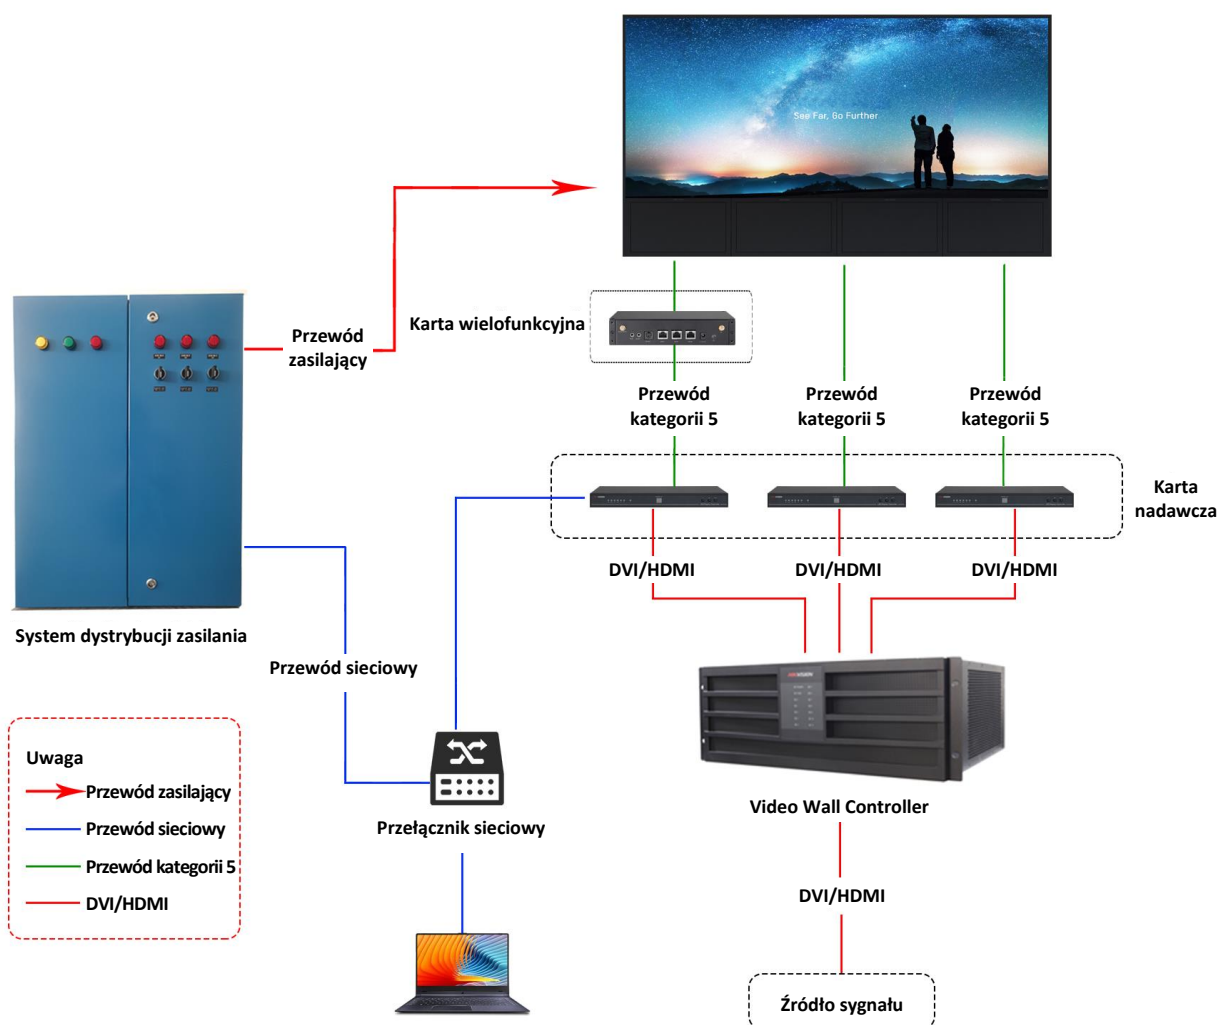 See Far, Go Further
Przewód
zasilający
Karta wielofunkcyjna
Przewód
kategorii 5
Przewód
kategorii 5
Przewód
kategorii 5
Karta
nadawcza
DVI/HDMI
DVI/HDMI
DVI/HDMI
System dystrybucji zasilania
Przewód sieciowy
HIKVISION
Uwaga
Przewód zasilający
Przewód sieciowy
Przewód kategorii 5
DVI/HDMI
Przełącznik sieciowy
Video Wall Controller
DVI/HDMI
Źródło sygnału